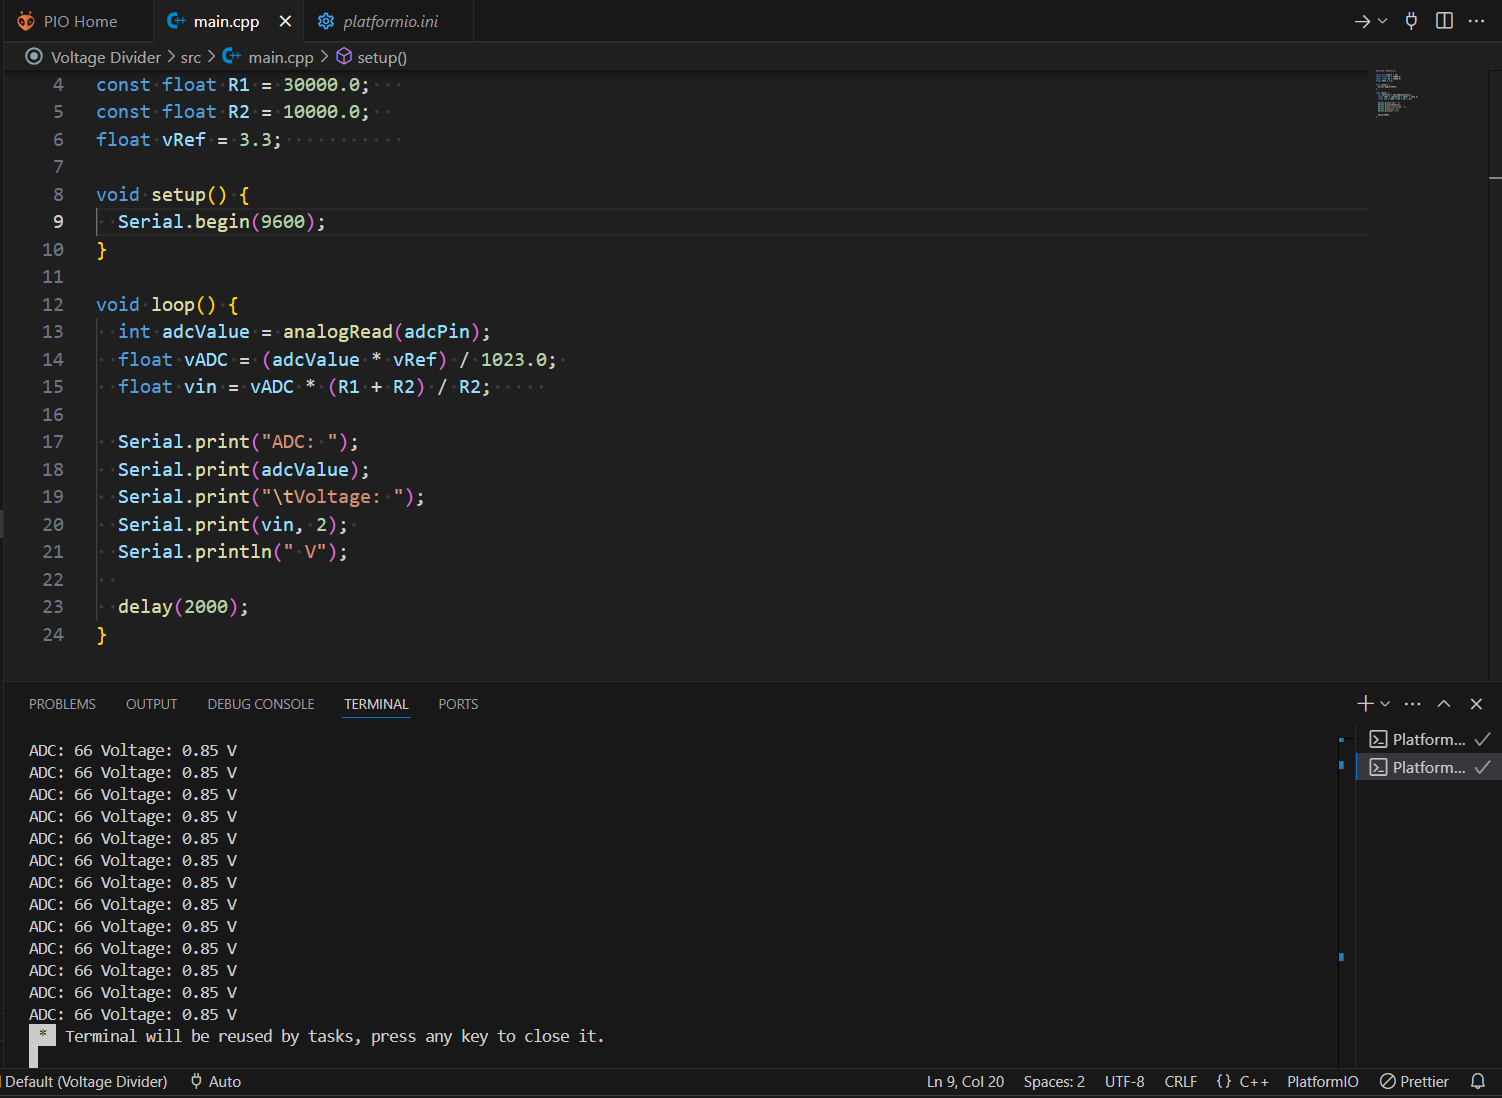 PIO Home
main.cpp
platformio.ini
Voltage Divider > src > main.cpp > setup()
4 const float R1 = 30000.0;
5 const float R2 = 10000.0;
6 float vRef = 3.3;
7
8 void setup() {
9 Serial.begin(9600);
10 }
11
12 void loop() {
13 int adcValue = analogRead(adcPin);
14 float vADC = (adcValue * vRef) / 1023.0;
15 float vin = vADC * (R1 + R2) / R2;
16
17 Serial.print("ADC: ");
18 Serial.print(adcValue);
19 Serial.print("\tVoltage: ");
20 Serial.print(vin, 2);
21 Serial.println(" V");
22
23 delay(2000);
24 }
PROBLEMS OUTPUT DEBUG CONSOLE TERMINAL PORTS
ADC: 66 Voltage: 0.85 V
ADC: 66 Voltage: 0.85 V
ADC: 66 Voltage: 0.85 V
ADC: 66 Voltage: 0.85 V
ADC: 66 Voltage: 0.85 V
ADC: 66 Voltage: 0.85 V
ADC: 66 Voltage: 0.85 V
ADC: 66 Voltage: 0.85 V
ADC: 66 Voltage: 0.85 V
ADC: 66 Voltage: 0.85 V
ADC: 66 Voltage: 0.85 V
ADC: 66 Voltage: 0.85 V
ADC: 66 Voltage: 0.85 V
* Terminal will be reused by tasks, press any key to close it.
Platform...
Platform...
Default (Voltage Divider) Auto Ln 9, Col 20 Spaces: 2 UTF-8 CRLF {} C++ PlatformIO Prettier